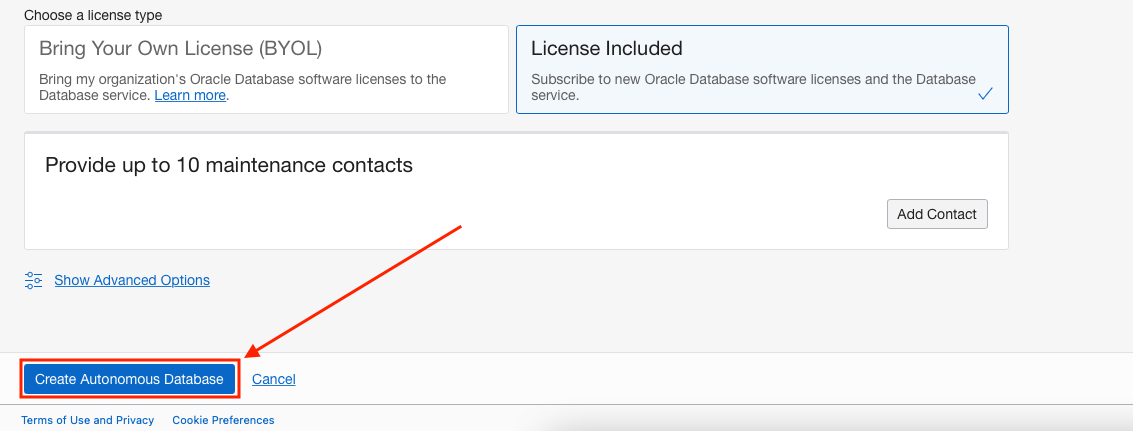 Choose a license type
Bring Your Own License (BYOL)
Bring my organization's Oracle Database software licenses to the
Database service. Learn more.
License Included
Subscribe to new Oracle Database software licenses and the Database
service.
Provide up to 10 maintenance contacts
Add Contact
Show Advanced Options
Create Autonomous Database
Cancel
Terms of Use and Privacy
Cookie Preferences